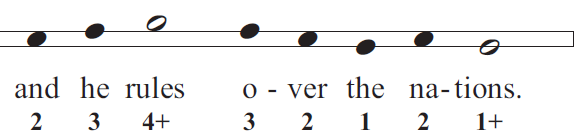 and he rules o - ver the na-tions.
2 3 4+ 3 2 1 2 1+